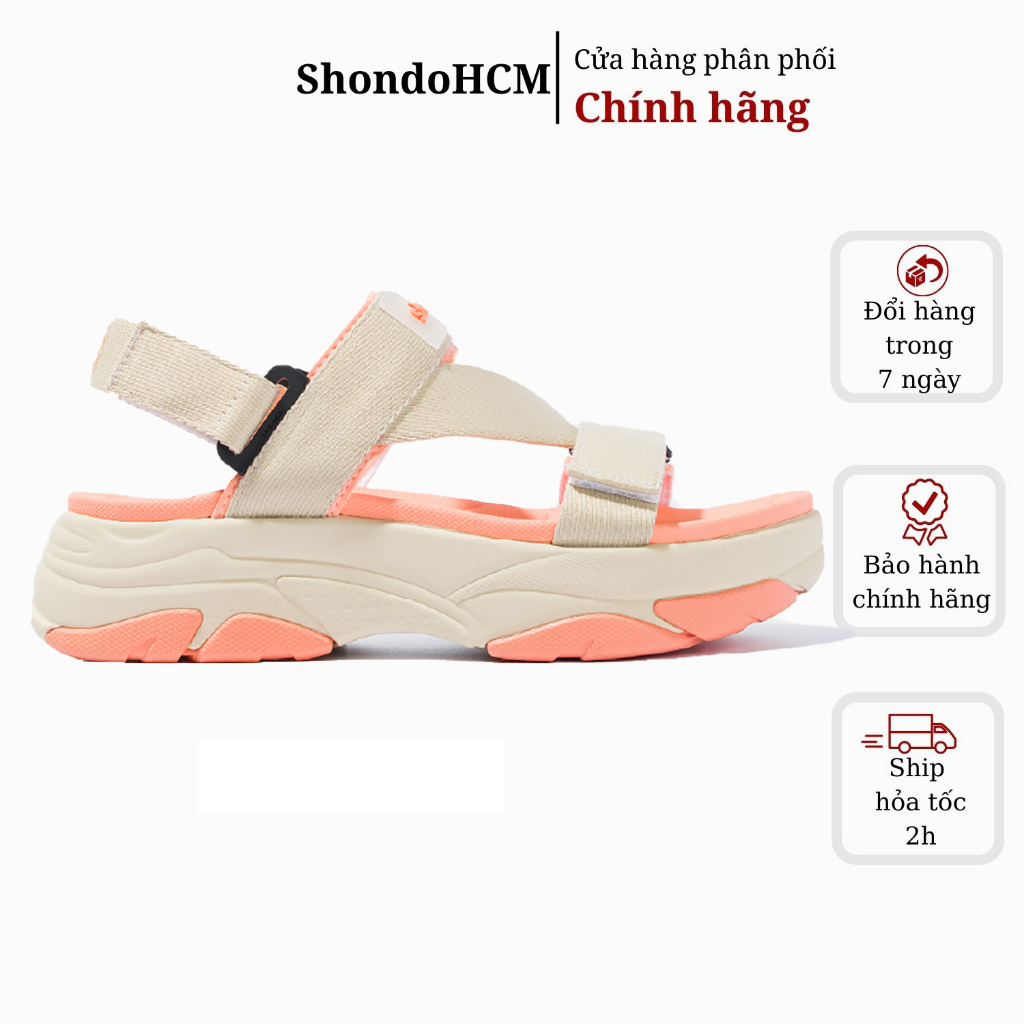 ShondoHCM
Cửa hàng phân phối
Chính hãng
Đổi hàng
trong
7 ngày
Bảo hành
chính hãng
Ship
hỏa tốc
2h